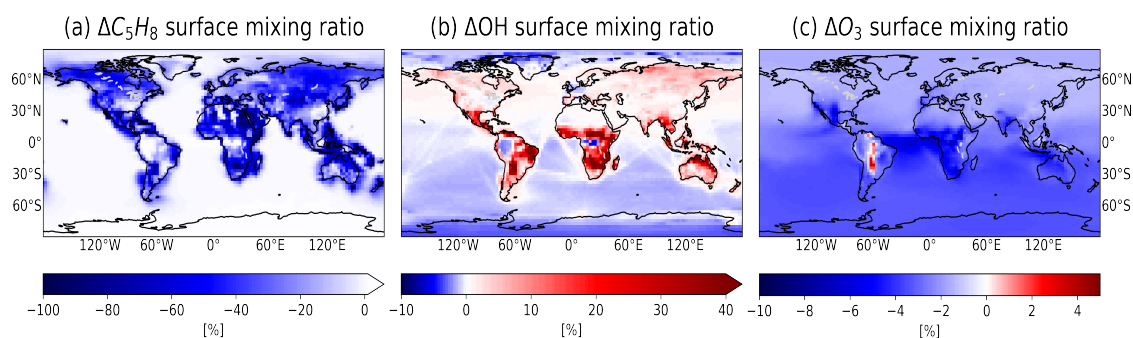 (a) ΔC₅H₈ surface mixing ratio (b) ΔOH surface mixing ratio (c) ΔO₃ surface mixing ratio
60°N 60°N
30°N 30°N
0° 0°
30°S 30°S
60°S 60°S
120°W 60°W 0° 60°E 120°E 120°W 60°W 0° 60°E 120°E 120°W 60°W 0° 60°E 120°E
−100 −80 −60 −40 −20 0 −10 0 10 20 30 40 −10 −8 −6 −4 −2 0 2 4
[%] [%] [%]